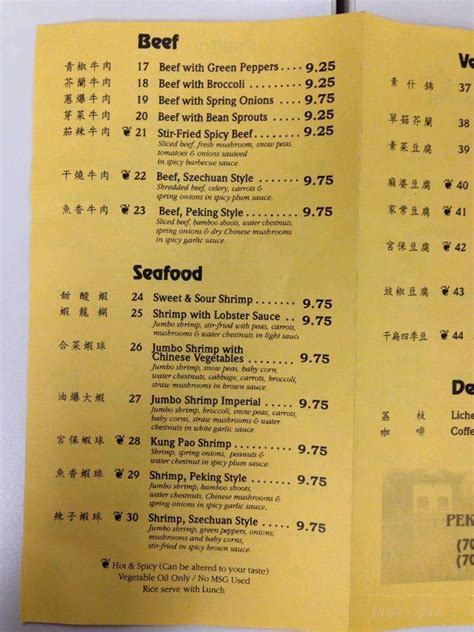 Beef
青椒牛肉 17 Beef with Green Peppers .... 9.25
芥蘭牛肉 18 Beef with Broccoli ........... 9.25
蔥爆牛肉 19 Beef with Spring Onions .... 9.75
芽菜牛肉 20 Beef with Bean Sprouts ..... 9.25
茄辣牛肉 21 Stir-Fried Spicy Beef ........ 9.25
Sliced beef, fresh mushroom, snow peas,
tomatoes & onions sauteed
in spicy barbecue sauce.
干燒牛肉 22 Beef, Szechuan Style ......... 9.75
Shredded beef, celery, carrots &
spring onions in spicy plum sauce.
魚香牛肉 23 Beef, Peking Style ............ 9.75
Sliced beef, bamboo shoots, water chestnuts,
spring onions & dry Chinese mushrooms
in spicy garlic sauce.
Seafood
甜酸蝦 24 Sweet & Sour Shrimp ....... 9.75
蝦龍糊 25 Shrimp with Lobster Sauce .. 9.75
Jumbo shrimp, stir-fried with peas, carrots,
mushrooms & water chestnuts in light sauce
合菜蝦球 26 Jumbo Shrimp with
Chinese Vegetables .......... 9.75
Jumbo shrimp, snow peas, baby corn,
water chestnuts, cabbage, carrots, broccoli,
straw mushrooms in brown sauce.
油爆大蝦 27 Jumbo Shrimp Imperial ..... 9.75
Jumbo shrimp, broccoli, snow peas, carrots,
baby corns, straw mushrooms & water
chestnuts in white garlic sauce.
宮保蝦球 28 Kung Pao Shrimp ............ 9.75
Shrimp, spring onions, peanuts &
water chestnut in spicy plum sauce.
魚香蝦球 29 Shrimp, Peking Style ........ 9.75
Jumbo shrimp, bamboo shoots,
water chestnuts, Chinese mushrooms &
spring onions in spicy garlic sauce.
辣子蝦球 30 Shrimp, Szechuan Style ..... 9.75
Jumbo shrimp, green peppers, onions,
mushrooms and baby corns,
stir-fried in spicy brown sauce.
Hot & Spicy (Can be altered to your taste)
Vegetable Oil Only / No MSG Used
Rice serve with Lunch
Ve
素什錦 37
草菇芥蘭 38
素菜豆腐 39
麻婆豆腐 40
家常豆腐 41
宮保豆腐 42
豉椒豆腐 43
干扁四季豆 44
De
荔枝 Liche
咖啡 Coffe
PEK
(70
(70